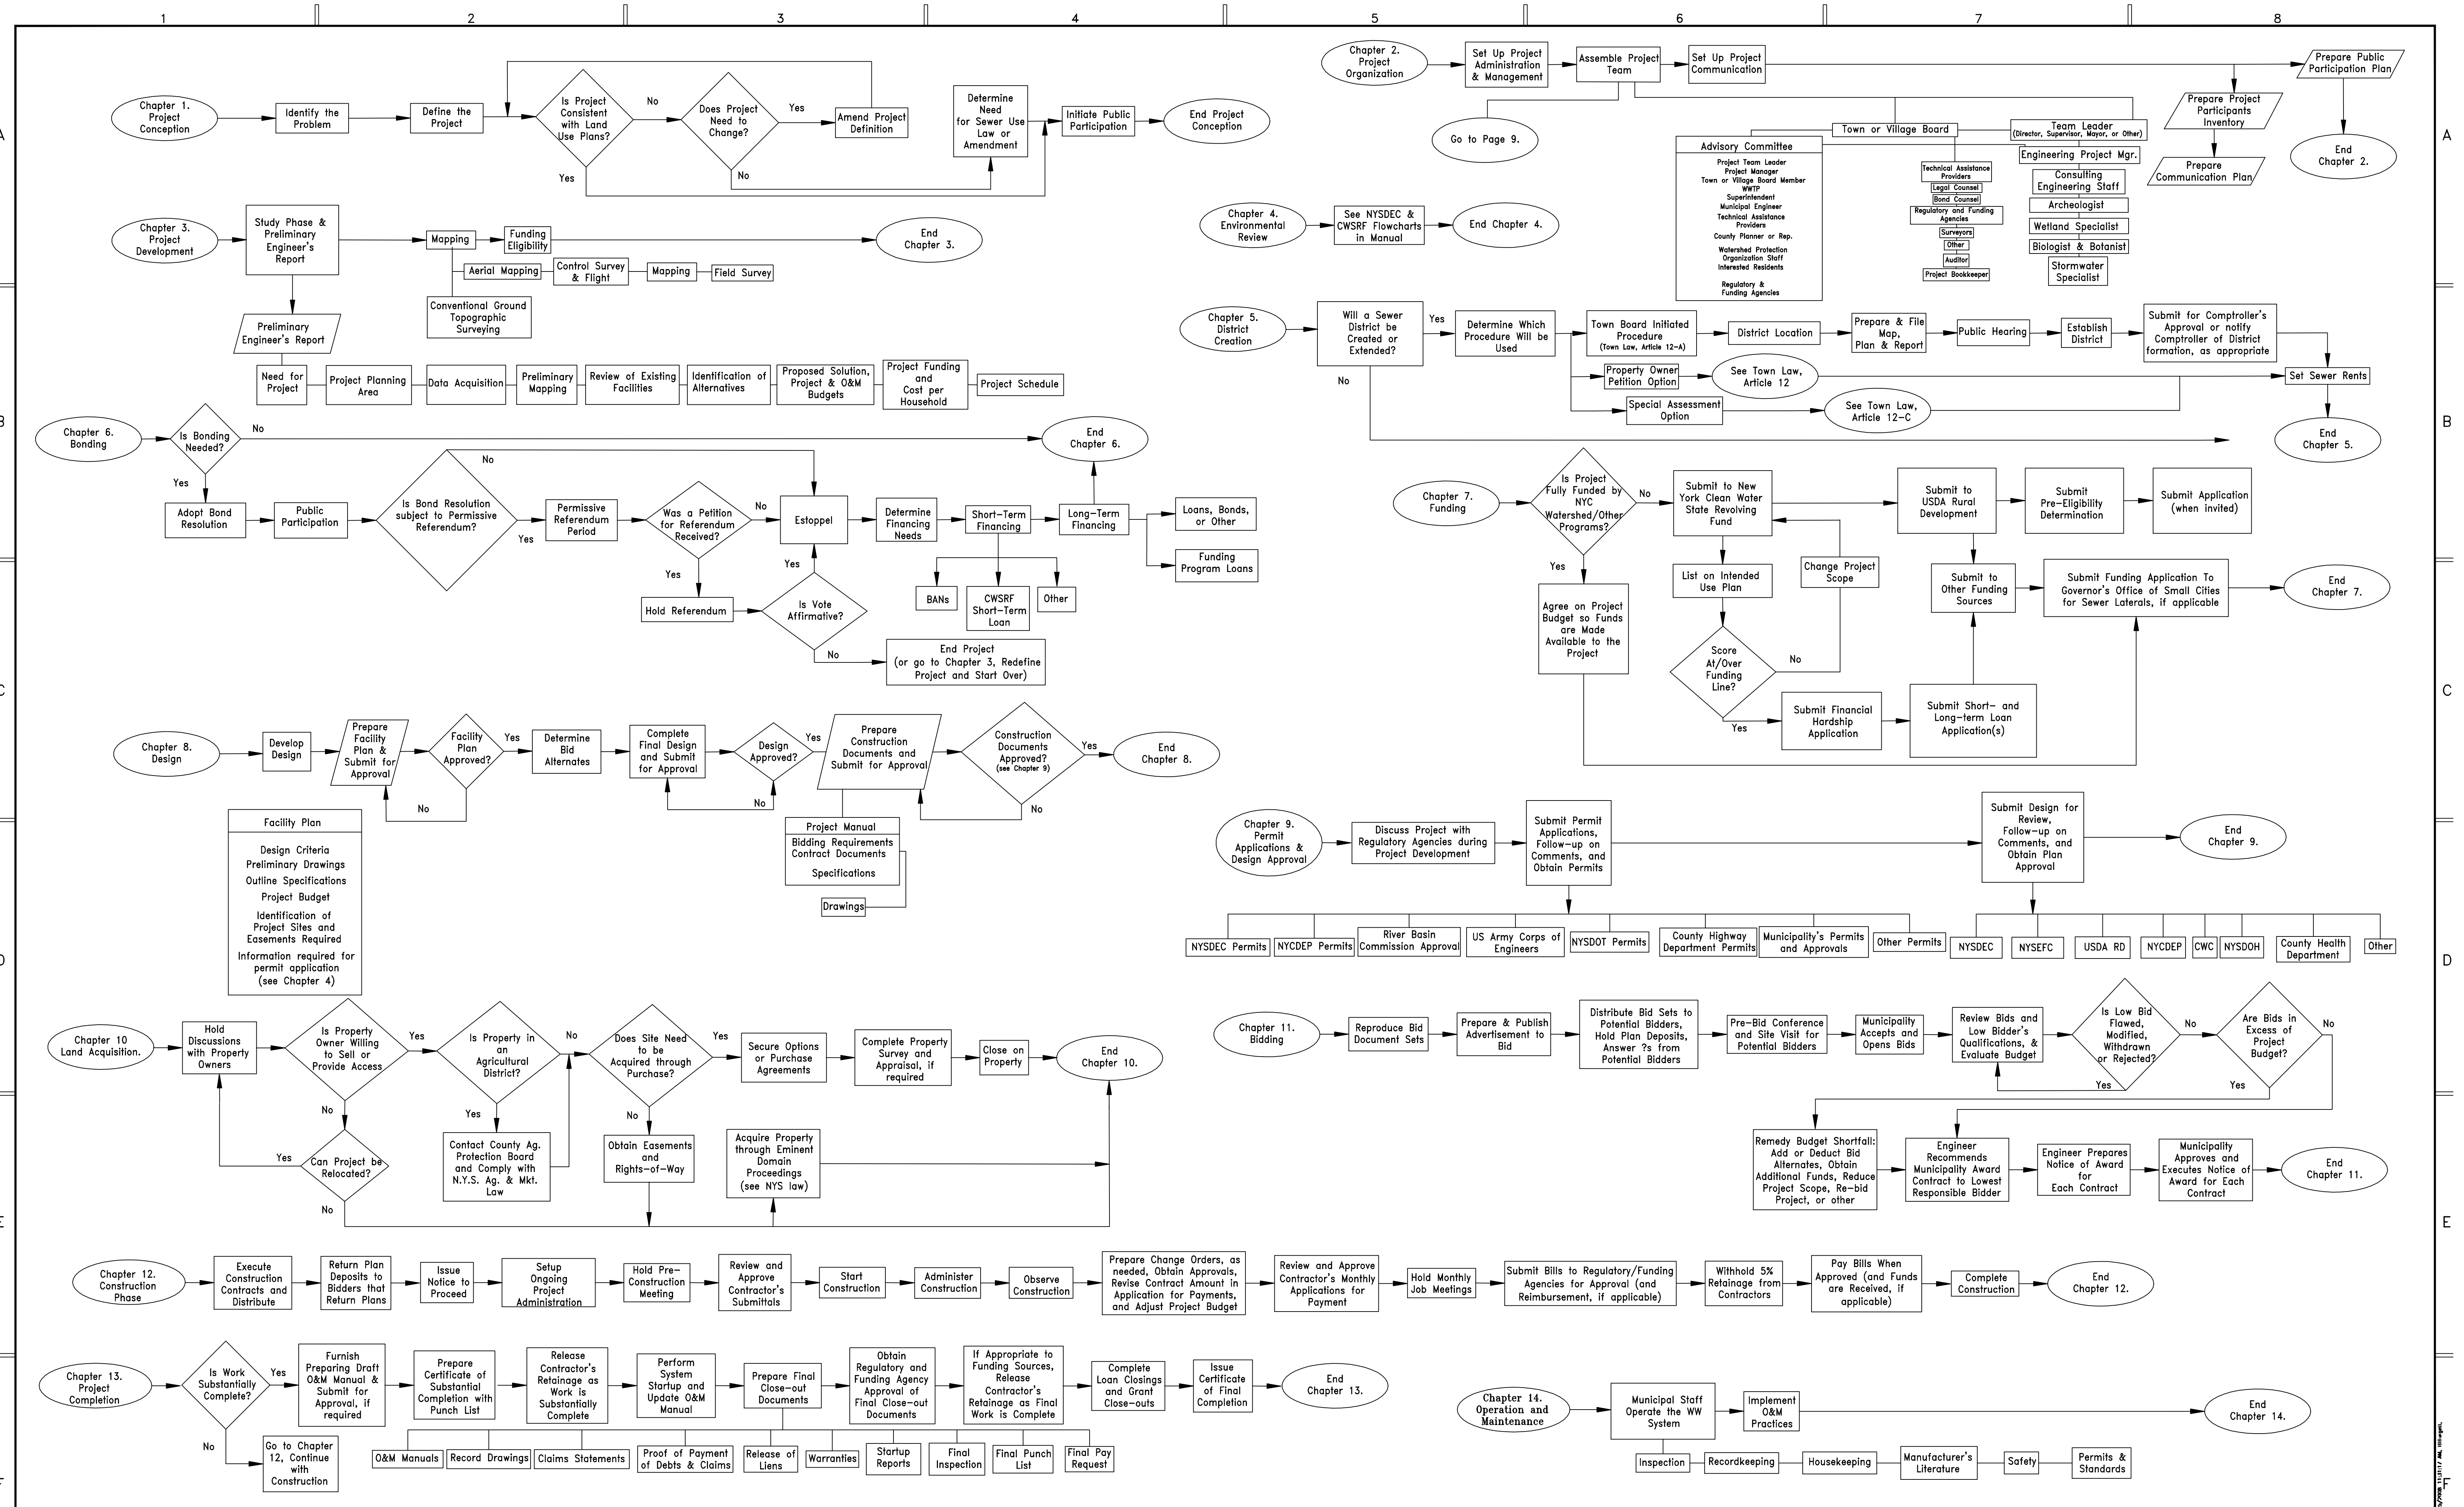 1 2 3 4 5 6 7 8
A
A
Chapter 1.
Project
Conception
Identify the
Problem
Define the
Project
Is Project
Consistent
with Land
Use Plans?
No
Yes
Does Project
Need to
Change?
Yes
No
Amend Project
Definition
Determine
Need
for Sewer Use
Law or
Amendment
Initiate Public
Participation
End Project
Conception
Chapter 2.
Project
Organization
Set Up Project
Administration
& Management
Assemble Project
Team
Set Up Project
Communication
Prepare Public
Participation Plan
Prepare Project
Participants
Inventory
Prepare
Communication Plan
End
Chapter 2.
Go to Page 9.
Town or Village Board
Team Leader
(Director, Supervisor, Mayor, or Other)
Advisory Committee
Project Team Leader
Project Manager
Town or Village Board Member
WWTP
Superintendent
Municipal Engineer
Technical Assistance
Providers
County Planner or Rep.
Watershed Protection
Organization Staff
Interested Residents
Regulatory &
Funding Agencies
Technical Assistance
Providers
Legal Counsel
Bond Counsel
Regulatory and Funding
Agencies
Surveyors
Other
Auditor
Project Bookkeeper
Engineering Project Mgr.
Consulting
Engineering Staff
Archeologist
Wetland Specialist
Biologist & Botanist
Stormwater
Specialist
Chapter 3.
Project
Development
Study Phase &
Preliminary
Engineer's
Report
Mapping
Funding
Eligibility
End
Chapter 3.
Aerial Mapping
Control Survey
& Flight
Mapping
Field Survey
Conventional Ground
Topographic
Surveying
Preliminary
Engineer's Report
Need for
Project
Project Planning
Area
Data Acquisition
Preliminary
Mapping
Review of Existing
Facilities
Identification of
Alternatives
Proposed Solution,
Project & O&M
Budgets
Project Funding
and
Cost per
Household
Project Schedule
Chapter 4.
Environmental
Review
See NYSDEC &
CWSRF Flowcharts
in Manual
End Chapter 4.
B
B
Chapter 5.
District
Creation
Will a Sewer
District be
Created or
Extended?
Yes
No
Determine Which
Procedure Will be
Used
Town Board Initiated
Procedure
(Town Law, Article 12-A)
District Location
Prepare & File
Map,
Plan & Report
Public Hearing
Establish
District
Submit for Comptroller's
Approval or notify
Comptroller of District
formation, as appropriate
Property Owner
Petition Option
See Town Law,
Article 12
Set Sewer Rents
Special Assessment
Option
See Town Law,
Article 12-C
End
Chapter 5.
Chapter 6.
Bonding
Is Bonding
Needed?
No
Yes
End
Chapter 6.
Adopt Bond
Resolution
Public
Participation
Is Bond Resolution
subject to Permissive
Referendum?
No
Yes
Permissive
Referendum
Period
Was a Petition
for Referendum
Received?
No
Yes
Estoppel
Determine
Financing
Needs
Short-Term
Financing
Long-Term
Financing
Loans, Bonds,
or Other
Funding
Program Loans
Hold Referendum
Is Vote
Affirmative?
Yes
No
BANs
CWSRF
Short-Term
Loan
Other
End Project
(or go to Chapter 3, Redefine
Project and Start Over)
Chapter 7.
Funding
Is Project
Fully Funded by
NYC
Watershed/Other
Programs?
No
Yes
Submit to New
York Clean Water
State Revolving
Fund
Submit to
USDA Rural
Development
Submit
Pre-Eligibility
Determination
Submit Application
(when invited)
Agree on Project
Budget so Funds
are Made
Available to the
Project
List on Intended
Use Plan
Change Project
Scope
Submit to
Other Funding
Sources
Submit Funding Application To
Governor's Office of Small Cities
for Sewer Laterals, if applicable
End
Chapter 7.
Score
At/Over
Funding
Line?
No
Yes
Submit Financial
Hardship
Application
Submit Short- and
Long-term Loan
Application(s)
C
C
Chapter 8.
Design
Develop
Design
Prepare
Facility
Plan &
Submit for
Approval
Facility
Plan
Approved?
Yes
No
Determine
Bid
Alternates
Complete
Final Design
and Submit
for Approval
Design
Approved?
Yes
No
Prepare
Construction
Documents and
Submit for Approval
Construction
Documents
Approved?
(see Chapter 9)
Yes
No
End
Chapter 8.
Facility Plan
Design Criteria
Preliminary Drawings
Outline Specifications
Project Budget
Identification of
Project Sites and
Easements Required
Information required for
permit application
(see Chapter 4)
Project Manual
Bidding Requirements
Contract Documents
Specifications
Drawings
Chapter 9.
Permit
Applications &
Design Approval
Discuss Project with
Regulatory Agencies during
Project Development
Submit Permit
Applications,
Follow-up on
Comments, and
Obtain Permits
Submit Design for
Review,
Follow-up on
Comments, and
Obtain Plan
Approval
End
Chapter 9.
NYSDEC Permits
NYCDEP Permits
River Basin
Commission Approval
US Army Corps of
Engineers
NYSDOT Permits
County Highway
Department Permits
Municipality's Permits
and Approvals
Other Permits
NYSDEC
NYSEFC
USDA RD
NYCDEP
CWC
NYSDOH
County Health
Department
Other
D
D
Chapter 10
Land Acquisition.
Hold
Discussions
with Property
Owners
Is Property
Owner Willing
to Sell or
Provide Access
Yes
No
Is Property in
an
Agricultural
District?
No
Yes
Does Site Need
to be
Acquired through
Purchase?
Yes
No
Secure Options
or Purchase
Agreements
Complete Property
Survey and
Appraisal, if
required
Close on
Property
End
Chapter 10.
Can Project be
Relocated?
Yes
No
Contact County Ag.
Protection Board
and Comply with
N.Y.S. Ag. & Mkt.
Law
Obtain Easements
and
Rights-of-Way
Acquire Property
through Eminent
Domain
Proceedings
(see NYS law)
Chapter 11.
Bidding
Reproduce Bid
Document Sets
Prepare & Publish
Advertisement to
Bid
Distribute Bid Sets to
Potential Bidders,
Hold Plan Deposits,
Answer ?s from
Potential Bidders
Pre-Bid Conference
and Site Visit for
Potential Bidders
Municipality
Accepts and
Opens Bids
Review Bids and
Low Bidder's
Qualifications, &
Evaluate Budget
Is Low Bid
Flawed,
Modified,
Withdrawn
or Rejected?
No
Yes
Are Bids in
Excess of
Project
Budget?
No
Yes
Remedy Budget Shortfall:
Add or Deduct Bid
Alternates, Obtain
Additional Funds, Reduce
Project Scope, Re-bid
Project, or other
Engineer
Recommends
Municipality Award
Contract to Lowest
Responsible Bidder
Engineer Prepares
Notice of Award
for
Each Contract
Municipality
Approves and
Executes Notice of
Award for Each
Contract
End
Chapter 11.
E
E
Chapter 12.
Construction
Phase
Execute
Construction
Contracts and
Distribute
Return Plan
Deposits to
Bidders that
Return Plans
Issue
Notice to
Proceed
Setup
Ongoing
Project
Administration
Hold Pre-
Construction
Meeting
Review and
Approve
Contractor's
Submittals
Start
Construction
Administer
Construction
Observe
Construction
Prepare Change Orders, as
needed, Obtain Approvals,
Revise Contract Amount in
Application for Payments,
and Adjust Project Budget
Review and Approve
Contractor's Monthly
Applications for
Payment
Hold Monthly
Job Meetings
Submit Bills to Regulatory/Funding
Agencies for Approval (and
Reimbursement, if applicable)
Withhold 5%
Retainage from
Contractors
Pay Bills When
Approved (and Funds
are Received, if
applicable)
Complete
Construction
End
Chapter 12.
Chapter 13.
Project
Completion
Is Work
Substantially
Complete?
Yes
No
Go to Chapter
12, Continue
with
Construction
Furnish
Preparing Draft
O&M Manual &
Submit for
Approval, if
required
Prepare
Certificate of
Substantial
Completion with
Punch List
Release
Contractor's
Retainage as
Work is
Substantially
Complete
Perform
System
Startup and
Update O&M
Manual
Prepare Final
Close-out
Documents
Obtain
Regulatory and
Funding Agency
Approval of
Final Close-out
Documents
If Appropriate to
Funding Sources,
Release
Contractor's
Retainage as Final
Work is Complete
Complete
Loan Closings
and Grant
Close-outs
Issue
Certificate
of Final
Completion
End
Chapter 13.
O&M Manuals
Record Drawings
Claims Statements
Proof of Payment
of Debts & Claims
Release of
Liens
Warranties
Startup
Reports
Final
Inspection
Final Punch
List
Final Pay
Request
Chapter 14.
Operation and
Maintenance
Municipal Staff
Operate the WW
System
Implement
O&M
Practices
End
Chapter 14.
Inspection
Recordkeeping
Housekeeping
Manufacturer's
Literature
Safety
Permits &
Standards
F
F